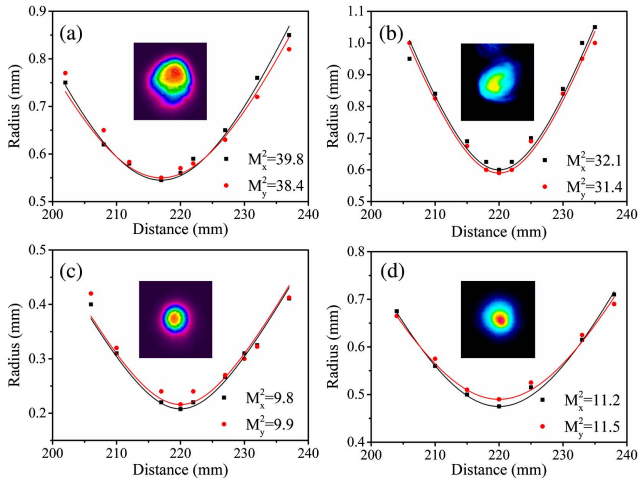 (a)
0.9
0.8
0.7
0.6
0.5
Radius (mm)
M²x=39.8
M²y=38.4
200 210 220 230 240
Distance (mm)
(b)
1.1
1.0
0.9
0.8
0.7
0.6
0.5
Radius (mm)
M²x=32.1
M²y=31.4
200 210 220 230 240
Distance (mm)
(c)
0.5
0.4
0.3
0.2
Radius (mm)
M²x=9.8
M²y=9.9
200 210 220 230 240
Distance (mm)
(d)
0.8
0.7
0.6
0.5
0.4
Radius (mm)
M²x=11.2
M²y=11.5
200 210 220 230 240
Distance (mm)